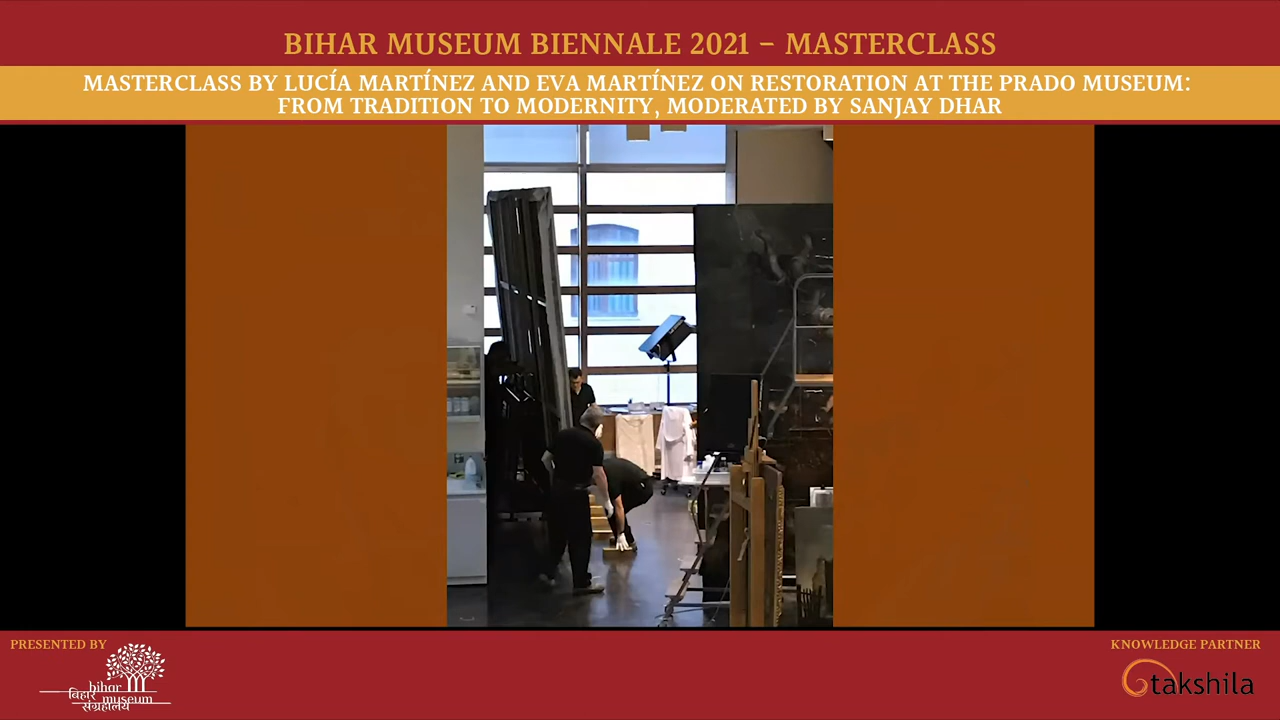 BIHAR MUSEUM BIENNALE 2021 – MASTERCLASS
MASTERCLASS BY LUCÍA MARTÍNEZ AND EVA MARTÍNEZ ON RESTORATION AT THE PRADO MUSEUM:
FROM TRADITION TO MODERNITY, MODERATED BY SANJAY DHAR
PRESENTED BY
bihar
बिहार museum
संग्रहालय
KNOWLEDGE PARTNER
takshila